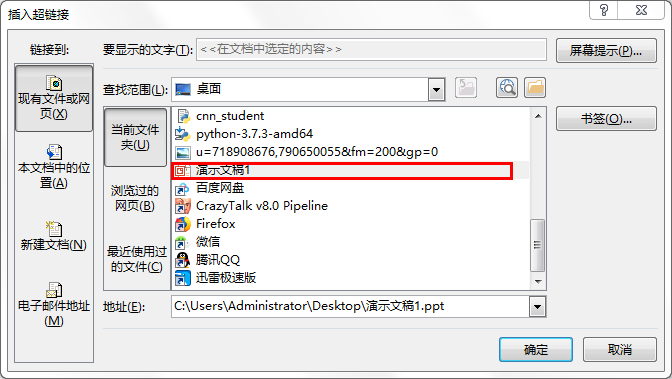 插入超链接
链接到:
要显示的文字(T):
<<在文档中选定的内容>>
屏幕提示(P)...
现有文件或网
页(X)
查找范围(L):
桌面
书签(O)...
当前文件
夹(U)
cnn_student
python-3.7.3-amd64
u=718908676,790650055&fm=200&gp=0
演示文稿1
百度网盘
CrazyTalk v8.0 Pipeline
Firefox
微信
腾讯QQ
迅雷极速版
本文档中的位
置(A)
浏览过的
网页(B)
新建文档(N)
最近使用过
的文件(C)
电子邮件地址
(M)
地址(E):
C:\Users\Administrator\Desktop\演示文稿1.ppt
确定
取消